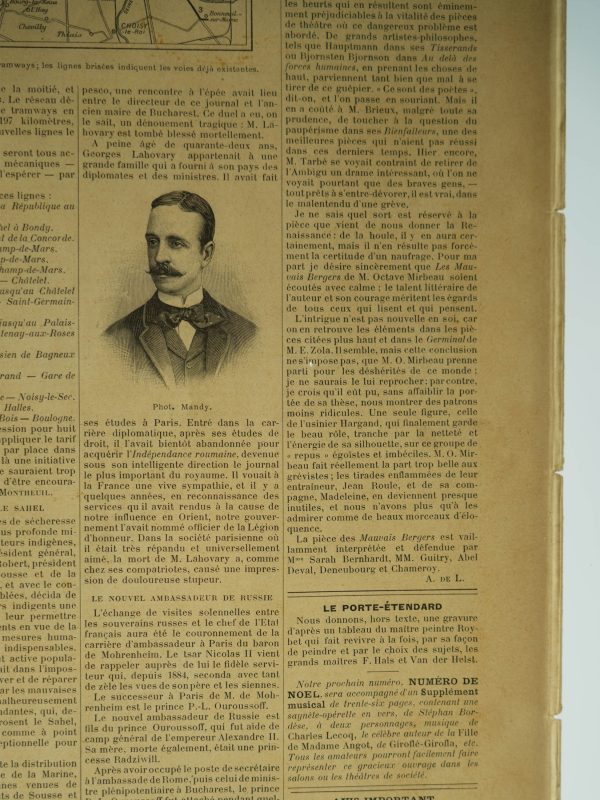 Bourg-la-Reine
l'Haÿ
Chevilly
Thiais
CHOISY
le-Roi
Bonneuil-
sur-Marne
ramways; les lignes brisées indiquent les voies déjà existantes.
e la moitié, et
s. Le réseau dé-
e tramways en
197 kilomètres,
uvelles lignes le
seront tous ac-
mécaniques —
l'espérer — par
ces lignes :
a République au
hel à Bondy.
t de la Concorde.
amp-de-Mars.
p-de-Mars.
hamp-de-Mars.
— Châtelet.
usqu'au Châtelet
- Saint-Germain-
jusqu'au Palais-
tenay-aux-Roses
sien de Bagneux
rand — Gare de
e — Noisy-le-Sec.
Halles.
Bois — Boulogne.
ession pour huit
ppliquer le tarif
par place dans
là une initiative
e sauraient trop
d'être encoura-
MONTHEUIL.
LE SAHEL
es de sécheresse
us profonde mi-
teurs indigènes,
ésident général,
obert, président
ousse et de la
, et avec le con-
blées, décida de
rs indigents une
leur permettre
ents en vue de la
mesures huma-
indispensables.
t active popula-
ait dans l'impos-
er et de réparer
ar les mauvaises
alheureusement
dantes, qui, de-
rosent le Sahel,
comme à point
ceptionnelle pour
te la distribution
de la Marine,
nes venues de
nts de Sousse et
pesco, une rencontre à l'épée avait lieu
entre le directeur de ce journal et l'an-
cien maire de Bucharest. Ce duel a eu, on
le sait, un dénouement tragique : M. La-
hovary est tombé blessé mortellement.
A peine âgé de quarante-deux ans,
Georges Lahovary appartenait à une
grande famille qui a fourni à son pays des
diplomates et des ministres. Il avait fait
Phot. Mandy.
ses études à Paris. Entré dans la car-
rière diplomatique, après ses études de
droit, il l'avait bientôt abandonnée pour
acquérir l'Indépendance roumaine, devenue
sous son intelligente direction le journal
le plus important du royaume. Il vouait à
la France une vive sympathie, et il y a
quelques années, en reconnaissance des
services qu'il avait rendus à la cause de
notre influence en Orient, notre gouver-
nement l'avait nommé officier de la Légion
d'honneur. Dans la société parisienne où
il était très répandu et universellement
aimé, la mort de M. Lahovary a, comme
chez ses compatriotes, causé une impres-
sion de douloureuse stupeur.
LE NOUVEL AMBASSADEUR DE RUSSIE
L'échange de visites solennelles entre
les souverains russes et le chef de l'Etat
français aura été le couronnement de la
carrière d'ambassadeur à Paris du baron
de Mohrenheim. Le tsar Nicolas II vient
de rappeler auprès de lui le fidèle servi-
teur qui, depuis 1884, seconda avec tant
de zèle les vues de son père et les siennes.
Le successeur à Paris de M. de Moh-
renheim est le prince P.-L. Ouroussoff.
Le nouvel ambassadeur de Russie est
fils du prince Ouroussoff, qui fut aide de
camp général de l'empereur Alexandre II.
Sa mère, morte également, était une prin-
cesse Radziwill.
Après avoir occupé le poste de secrétaire
à l'ambassade de Rome, puis celui de minis-
tre plénipotentiaire à Bucharest, le prince
les heurts qui en résultent sont éminem-
ment préjudiciables à la vitalité des pièces
de théâtre où ce dangereux problème est
abordé. De grands artistes-philosophes,
tels que Hauptmann dans ses Tisserands
ou Bjornsten Bjornson dans Au delà des
forces humaines, en prenant les choses de
haut, parviennent tant bien que mal à se
tirer de ce guépier. « Ce sont des poètes »,
dit-on, et l'on passe en souriant. Mais il
en a coûté à M. Brieux, malgré toute sa
prudence, de toucher à la question du
paupérisme dans ses Bienfaiteurs, une des
meilleures pièces qui n'aient pas réussi
dans ces derniers temps. Hier encore,
M. Tarbé se voyait contraint de retirer de
l'Ambigu un drame intéressant, où l'on ne
voyait pourtant que des braves gens, —
tout prêts à s'entre-dévorer, il est vrai, dans
le malentendu d'une grève.
Je ne sais quel sort est réservé à la
pièce que vient de nous donner la Re-
naissance : de la houle, il y en aura cer-
tainement, mais il n'en résulte pas forcé-
ment la certitude d'un naufrage. Pour ma
part je désire sincèrement que Les Mau-
vais Bergers de M. Octave Mirbeau soient
écoutés avec calme ; le talent littéraire de
l'auteur et son courage méritent les égards
de tous ceux qui lisent et qui pensent.
L'intrigue n'est pas nouvelle en soi, car
on en retrouve les éléments dans les piè-
ces citées plus haut et dans le Germinal de
M. E. Zola. Il semble, mais cette conclusion
ne s'impose pas, que M. O. Mirbeau prenne
parti pour les déshérités de ce monde :
je ne saurais le lui reprocher ; par contre,
je crois qu'il eût pu, sans affaiblir la por-
tée de sa thèse, nous montrer des patrons
moins ridicules. Une seule figure, celle
de l'usinier Hargand, qui finalement garde
le beau rôle, tranche par la netteté et
l'énergie de sa silhouette, sur ce groupe de
« repus » égoïstes et imbéciles. M. O. Mir-
beau fait réellement la part trop belle aux
grévistes ; les tirades enflammées de leur
entraîneur, Jean Roule, et de sa com-
pagne, Madeleine, en deviennent presque
inutiles, et nous n'avons plus qu'à les
admirer comme de beaux morceaux d'élo-
quence.
La pièce des Mauvais Bergers est vail-
lamment interprétée et défendue par
Mme Sarah Bernhardt, MM. Guitry, Abel
Deval, Deneubourg et Chameroy.
A. DE L.
LE PORTE-ÉTENDARD
Nous donnons, hors texte, une gravure
d'après un tableau du maître peintre Roy-
bet qui fait revivre à la fois, par sa façon
de peindre et par le choix des sujets, les
grands maîtres F. Hals et Van der Helst.
Notre prochain numéro, NUMÉRO DE
NOEL, sera accompagné d'un Supplément
musical de trente-six pages, contenant une
saynète-opérette en vers, de Stéphan Bor-
dèse, à deux personnages, musique de
Charles Lecoq, le célèbre auteur de la Fille
de Madame Angot, de Giroflé-Girofla, etc.
Tous les amateurs pourront facilement faire
représenter ce gracieux ouvrage dans les
salons ou les théâtres de société.
AVIS IMPORTANT